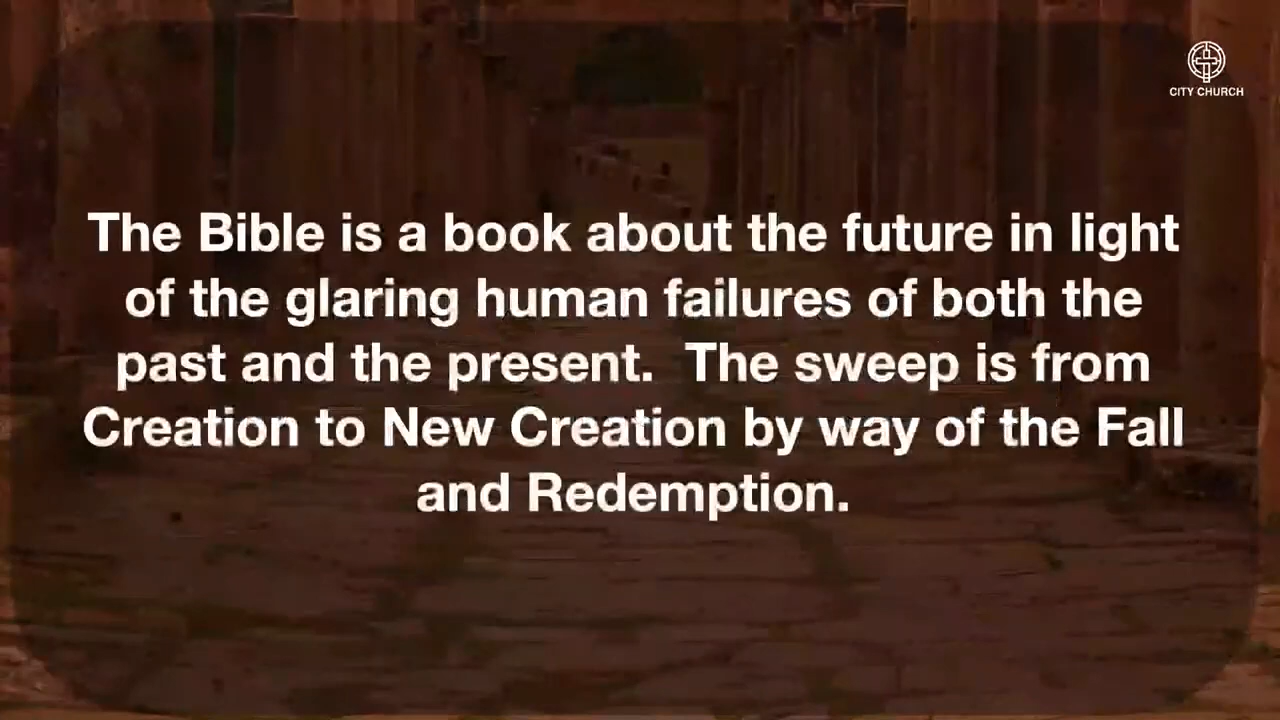 CITY CHURCH
The Bible is a book about the future in light
of the glaring human failures of both the
past and the present.  The sweep is from
Creation to New Creation by way of the Fall
and Redemption.